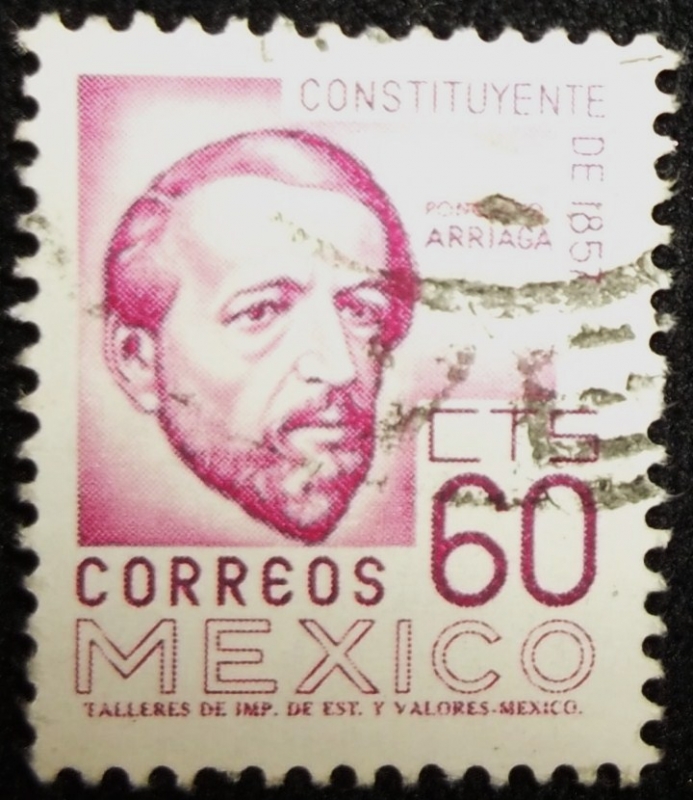 CONSTITUYENTE
DE 1857
ARRIAGA
CTS
60
CORREOS
MEXICO
TALLERES DE IMP. DE EST. Y VALORES-MEXICO.